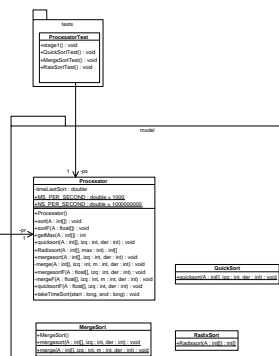 tests
ProcesatorTest
+stage1() : void
+QuickSortTest() : void
+MergeSortTest() : void
+RaixSortTest() : void
model
1
-ps
-pr
1
Procesator
-timeLastSort : double
+MS_PER_SECOND : double = 1000
+NS_PER_SECOND : double = 1000000000
+Procesator()
+sort(A : int[]) : void
+sortF(A : float[]) : void
+getMax(A : int[]) : int
+quicksort(A : int[], izq : int, der : int) : void
+Radixsort(A : int[], max : int) : int[]
+mergesort(A : int[], izq : int, der : int) : void
-merge(A : int[], izq : int, m : int, der : int) : void
+mergesortF(A : float[], izq : int, der : int) : void
-mergeF(A : float[], izq : int, m : int, der : int) : void
+quicksortF(A : float[], izq : int, der : int) : void
+takeTimeSort(start : long, end : long) : void
QuickSort
+quicksort(A : int[], izq : int, der : int) : void
MergeSort
+MergeSort()
+mergesort(A : int[], izq : int, der : int) : void
+merge(A : int[], izq : int, m : int, der : int) : void
RadixSort
+Radixsort(A : int[]) : int[]